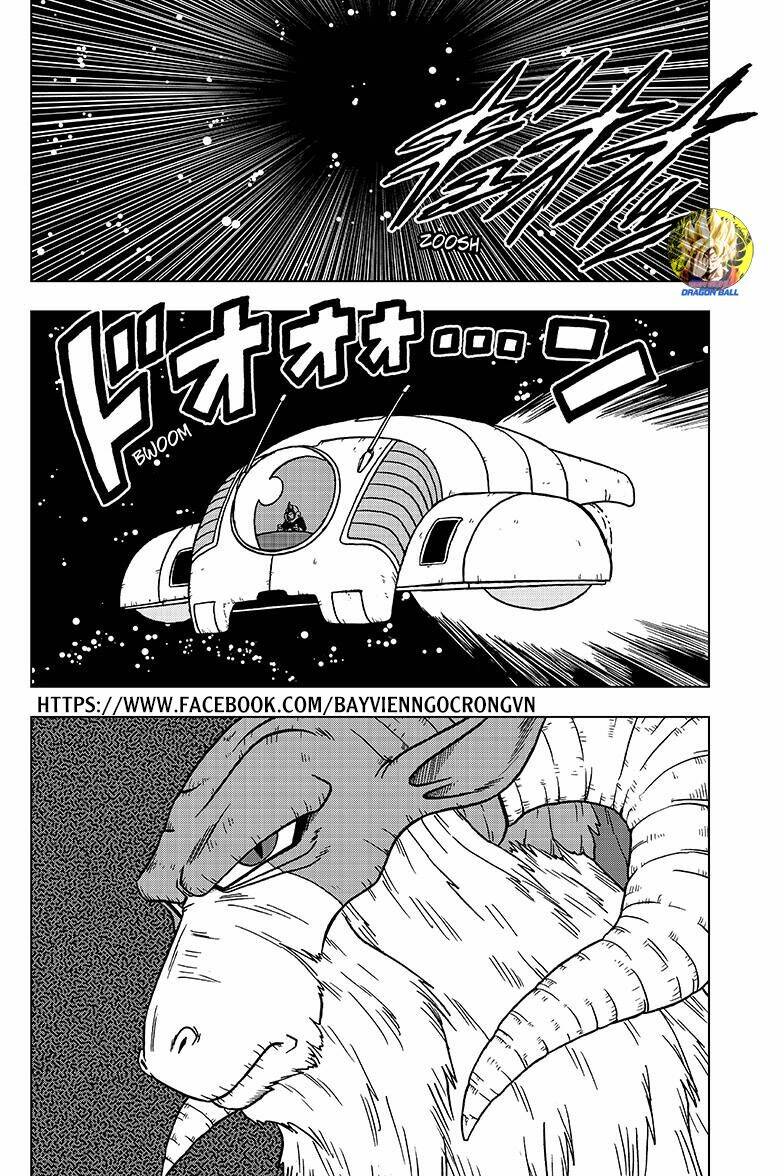 ギュオオオッ
ZOOSH
DRAGON BALL
ドオオオ...ン
BWOOM
HTTPS://WWW.FACEBOOK.COM/BAYVIENNGOCRONGVN